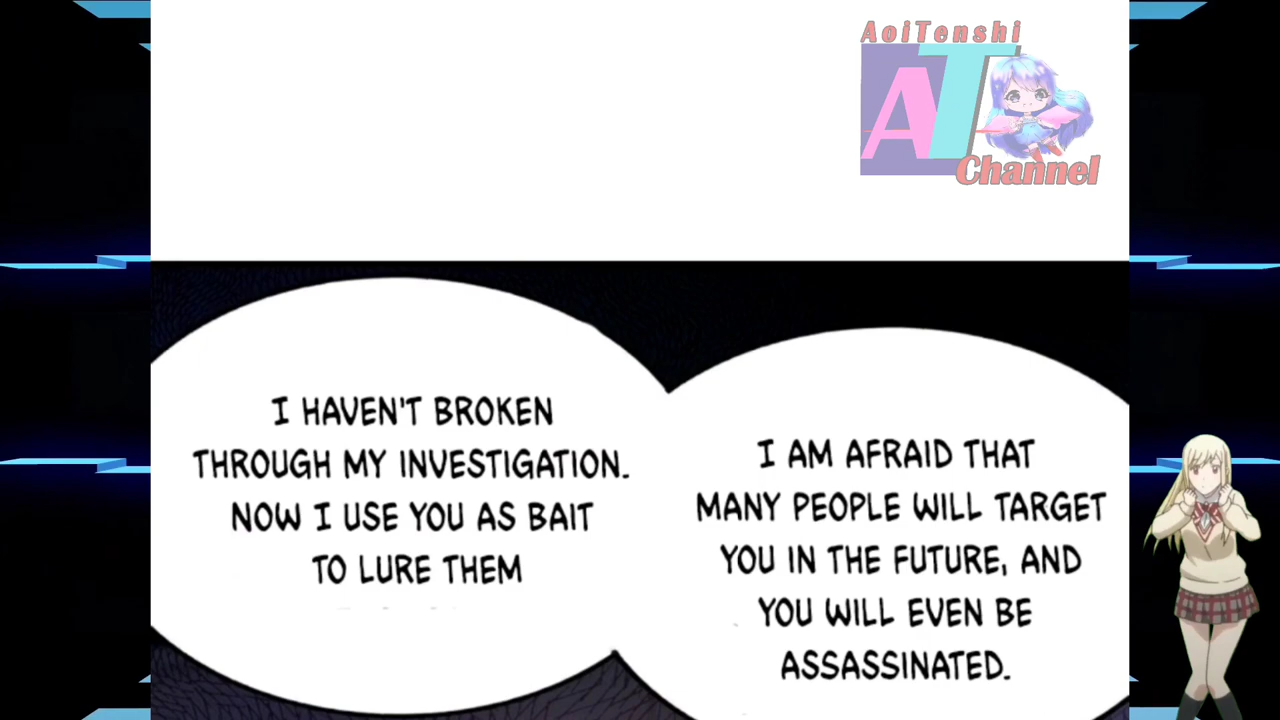 AoiTenshi
AT
Channel
I HAVEN'T BROKEN
THROUGH MY INVESTIGATION.
NOW I USE YOU AS BAIT
TO LURE THEM
I AM AFRAID THAT
MANY PEOPLE WILL TARGET
YOU IN THE FUTURE, AND
YOU WILL EVEN BE
ASSASSINATED.